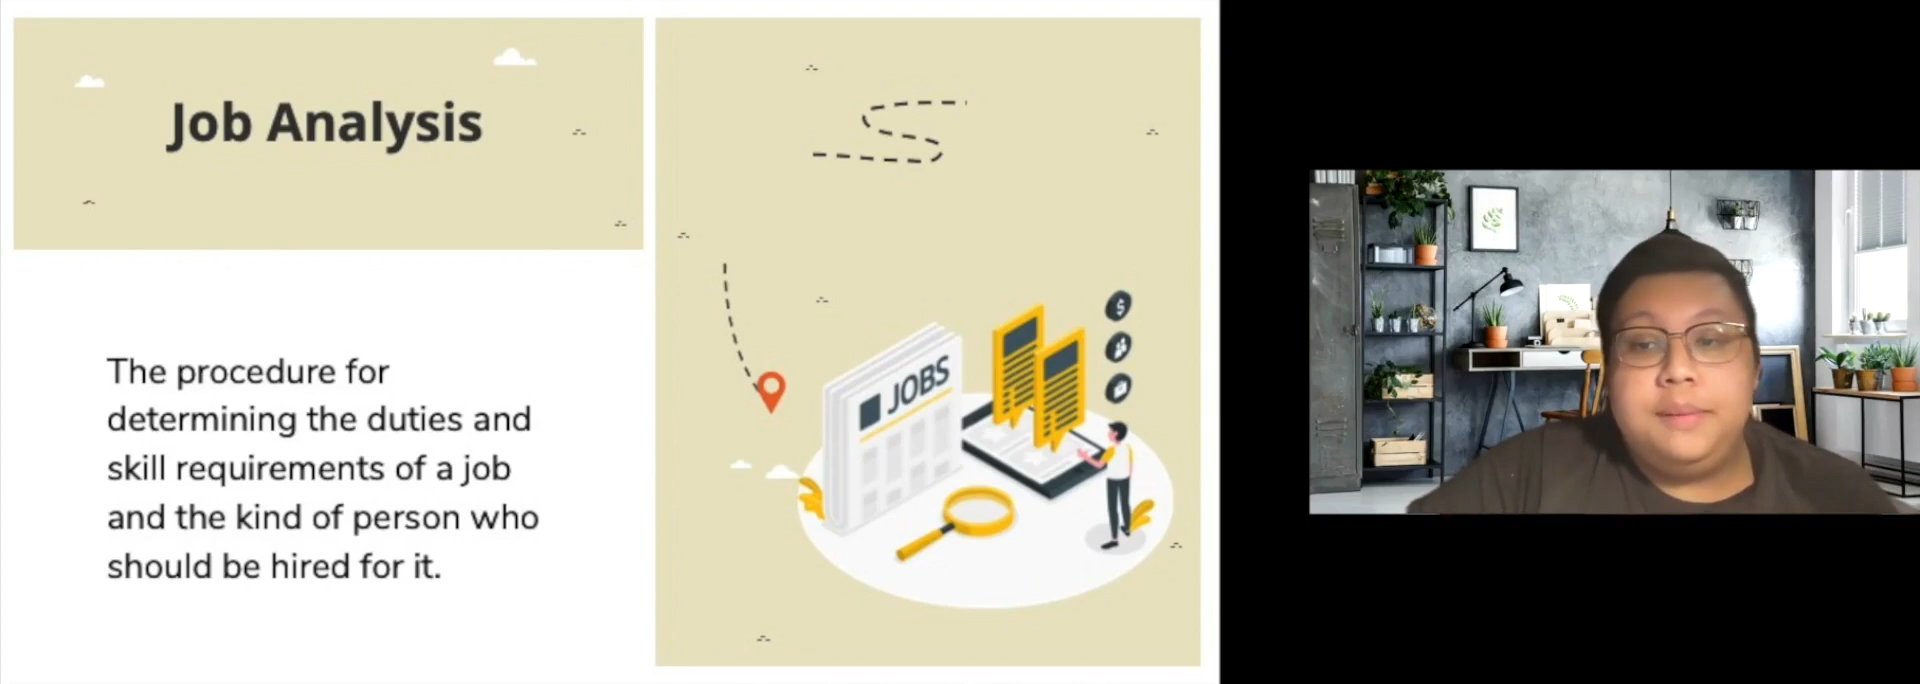 Job Analysis
The procedure for
determining the duties and
skill requirements of a job
and the kind of person who
should be hired for it.
JOBS
$